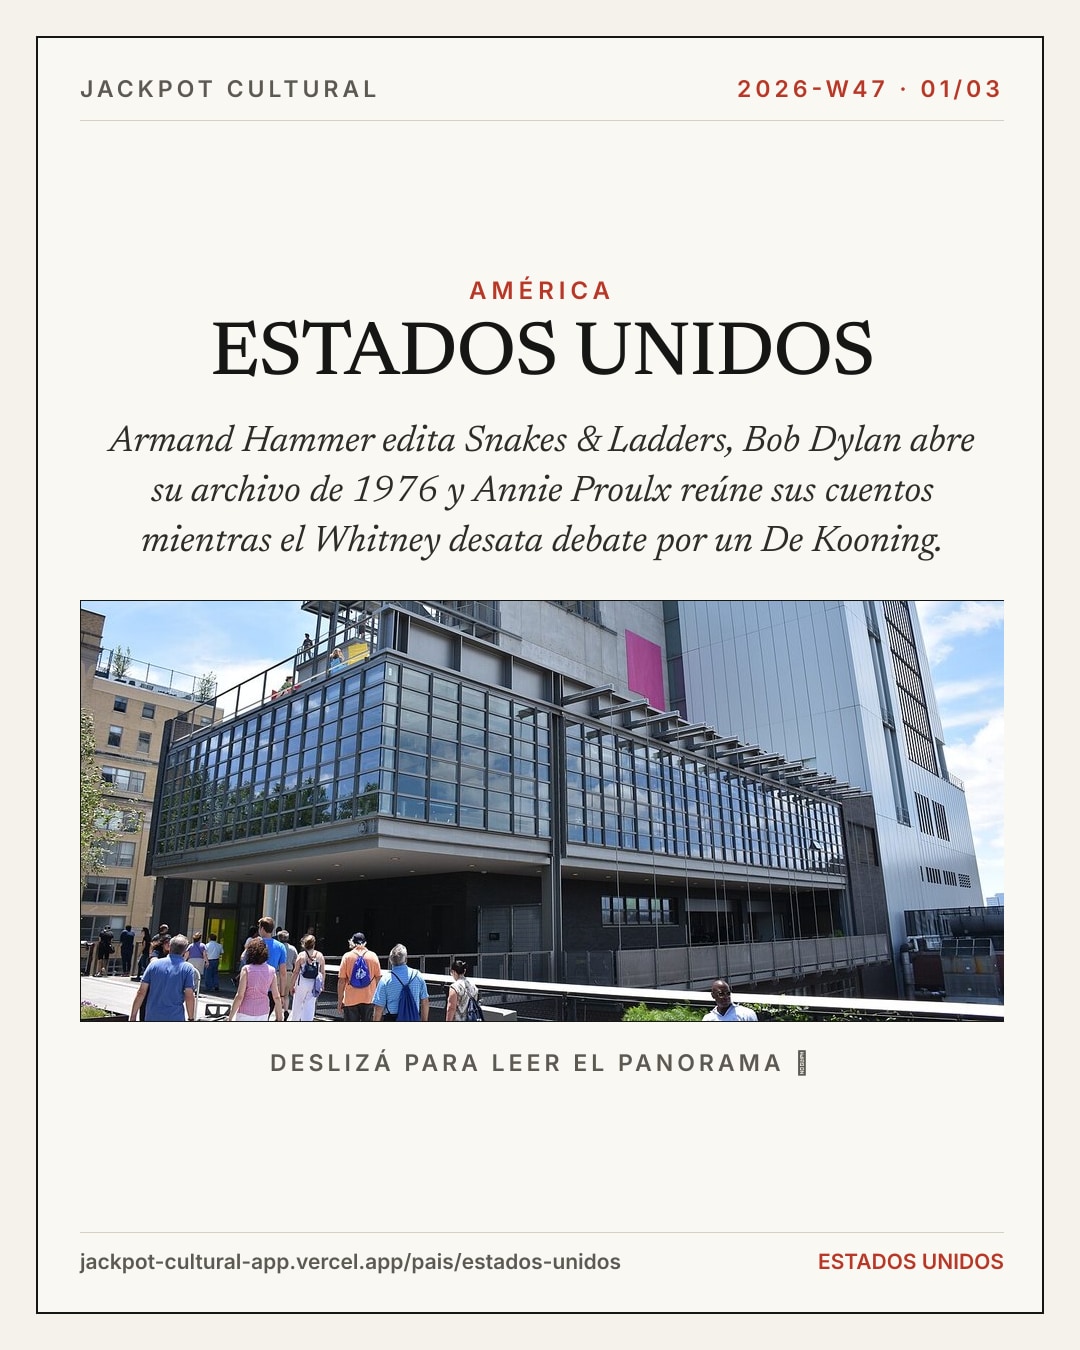 JACKPOT CULTURAL
2026-W47 · 01/03
AMÉRICA
ESTADOS UNIDOS
Armand Hammer edita Snakes & Ladders, Bob Dylan abre
su archivo de 1976 y Annie Proulx reúne sus cuentos
mientras el Whitney desata debate por un De Kooning.
DESLIZÁ PARA LEER EL PANORAMA
jackpot-cultural-app.vercel.app/pais/estados-unidos
ESTADOS UNIDOS